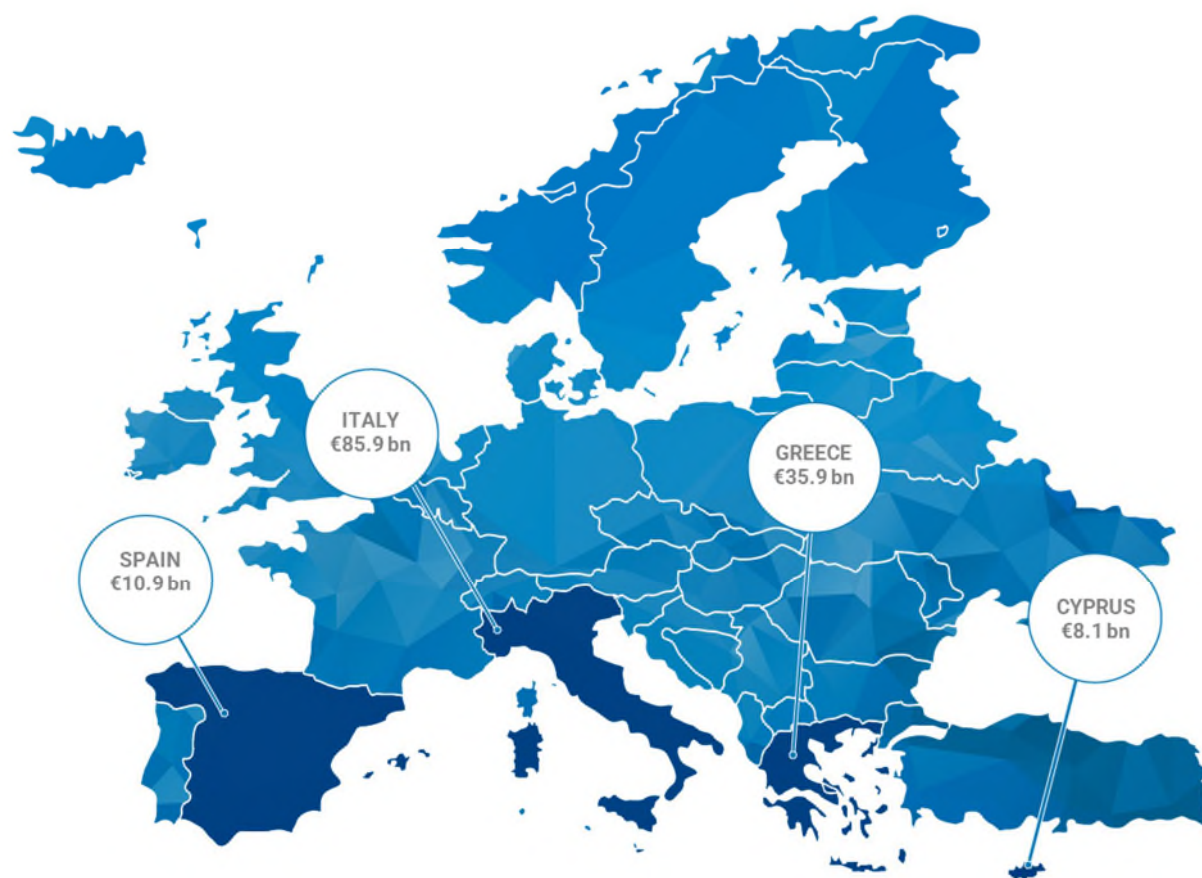 ITALY
€85.9 bn
GREECE
€35.9 bn
SPAIN
€10.9 bn
CYPRUS
€8.1 bn